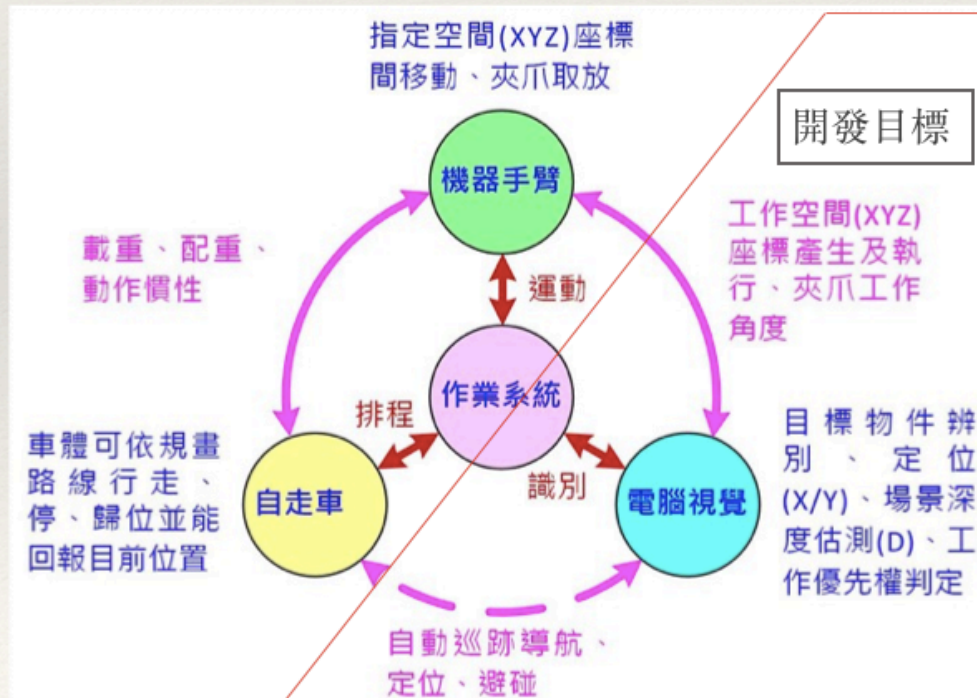 指定空間(XYZ)座標
間移動、夾爪取放
開發目標
機器手臂
工作空間(XYZ)
座標產生及執
行、夾爪工作
角度
載重、配重、
動作慣性
運動
作業系統
排程
識別
車體可依規畫
路線行走、
停、歸位並能
回報目前位置
自走車
電腦視覺
目標物件辨
別、定位
(X/Y)、場景深
度估測(D)、工
作優先權判定
自動巡跡導航、
定位、避碰